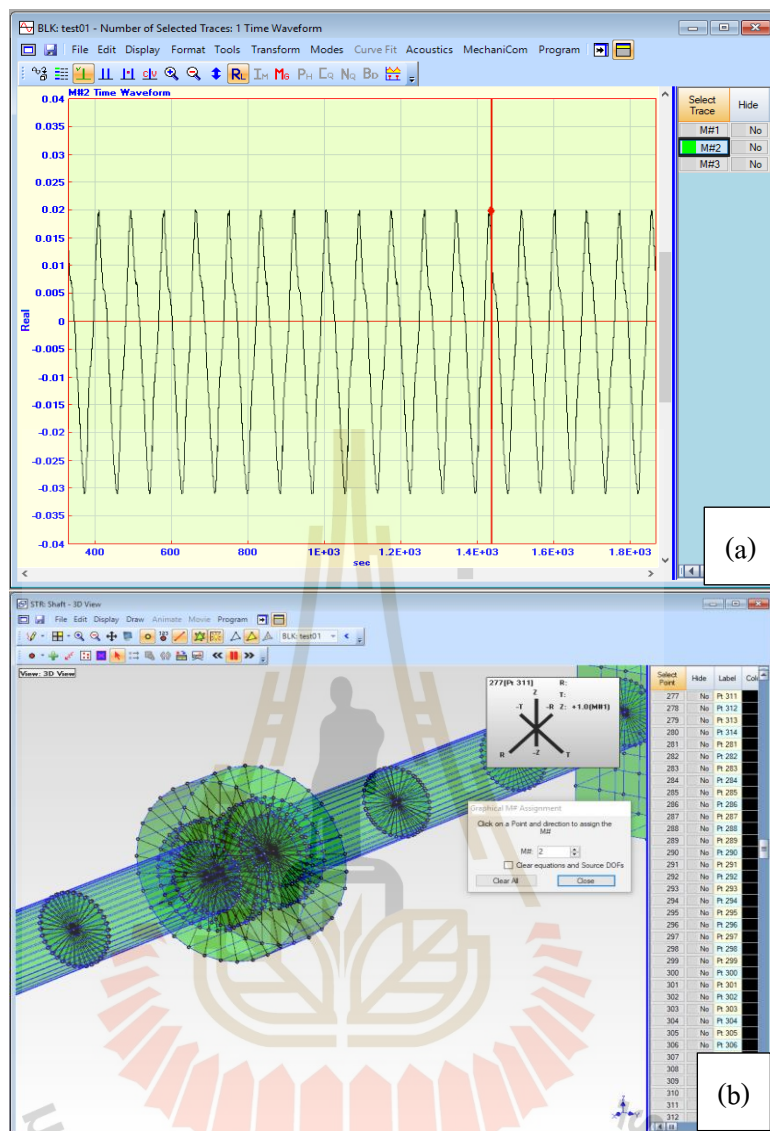 BLK: test01 - Number of Selected Traces: 1 Time Waveform
File Edit Display Format Tools Transform Modes Curve Fit Acoustics MechaniCom Program
M#2 Time Waveform
0.04
0.035
0.03
0.025
0.02
0.015
0.01
0.005
0
-0.005
-0.01
-0.015
-0.02
-0.025
-0.03
-0.035
-0.04
Real
400 600 800 1E+03 1.2E+03 1.4E+03 1.6E+03 1.8E+03
sec
Select Trace Hide
M#1 No
M#2 No
M#3 No
(a)
STR: Shaft - 3D View
File Edit Display Draw Animate Movie Program
BLK: test01
View: 3D View
277[Pt 311] R:
T:
Z: +1.0(M#1)
Z
-T -R
R -Z T
Graphical M# Assignment
Click on a Point and direction to assign the
M#
M#: 2
Clear equations and Source DOFs
Clear All Close
Select Point Hide Label
277 No Pt 311
278 No Pt 312
279 No Pt 313
280 No Pt 314
281 No Pt 281
282 No Pt 282
283 No Pt 283
284 No Pt 284
285 No Pt 285
286 No Pt 286
287 No Pt 287
288 No Pt 288
289 No Pt 289
290 No Pt 290
291 No Pt 291
292 No Pt 292
293 No Pt 293
294 No Pt 294
295 No Pt 295
296 No Pt 296
297 No Pt 297
298 No Pt 298
299 No Pt 299
300 No Pt 300
301 No Pt 301
302 No Pt 302
303 No Pt 303
304 No Pt 304
305 No Pt 305
306 No Pt 306
307
308
309
310
311
312
(b)